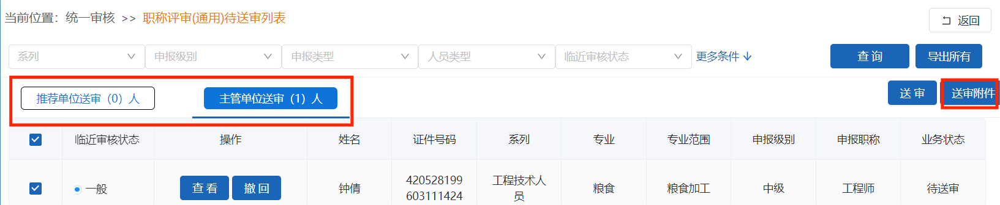 当前位置：统一审核 >> 职称评审(通用)待送审列表
返回
系列 申报级别 申报类型 人员类型 临近审核状态 更多条件 查询 导出所有
推荐单位送审（0）人 主管单位送审（1）人 送审 送审附件
临近审核状态 操作 姓名 证件号码 系列 专业 专业范围 申报级别 申报职称 业务状态
一般 查看 撤回 钟倩 420528199 工程技术人 粮食 粮食加工 中级 工程师 待送审
603111424 员